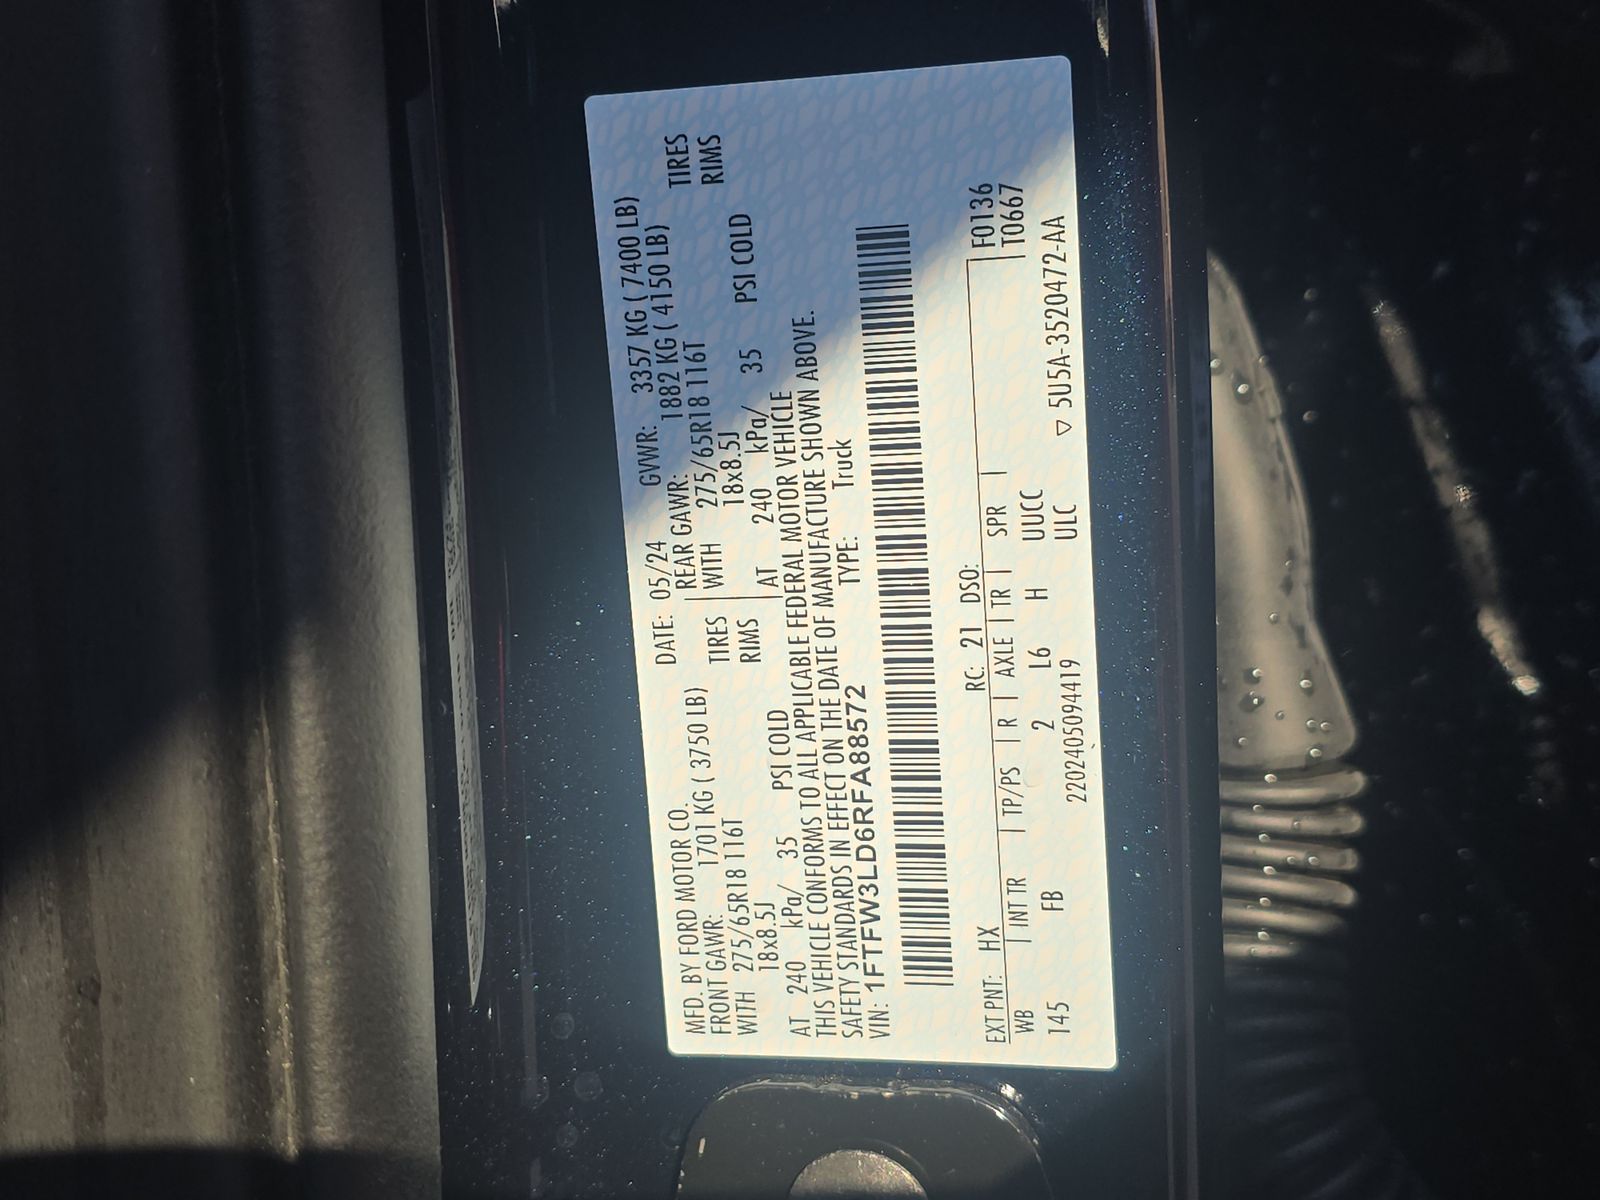 MFD. BY FORD MOTOR CO.
DATE: 05/24 GVWR: 3357 KG ( 7400 LB)
FRONT GAWR: 1701 KG ( 3750 LB)
REAR GAWR: 1882 KG ( 4150 LB)
WITH 275/65R18 116T TIRES
WITH 275/65R18 116T TIRES
18x8.5J RIMS
18x8.5J RIMS
AT 240 kPa/ 35 PSI COLD
AT 240 kPa/ 35 PSI COLD
THIS VEHICLE CONFORMS TO ALL APPLICABLE FEDERAL MOTOR VEHICLE
SAFETY STANDARDS IN EFFECT ON THE DATE OF MANUFACTURE SHOWN ABOVE.
VIN: 1FTFW3LD6RFA88572 TYPE: Truck
EXT PNT: HX RC: 21 DSO: F0136
WB INT TR TP/PS R AXLE TR SPR T0667
145 FB 2 L6 H UUCC
2202405094419 ULC ▽ 5U5A-3520472-AA